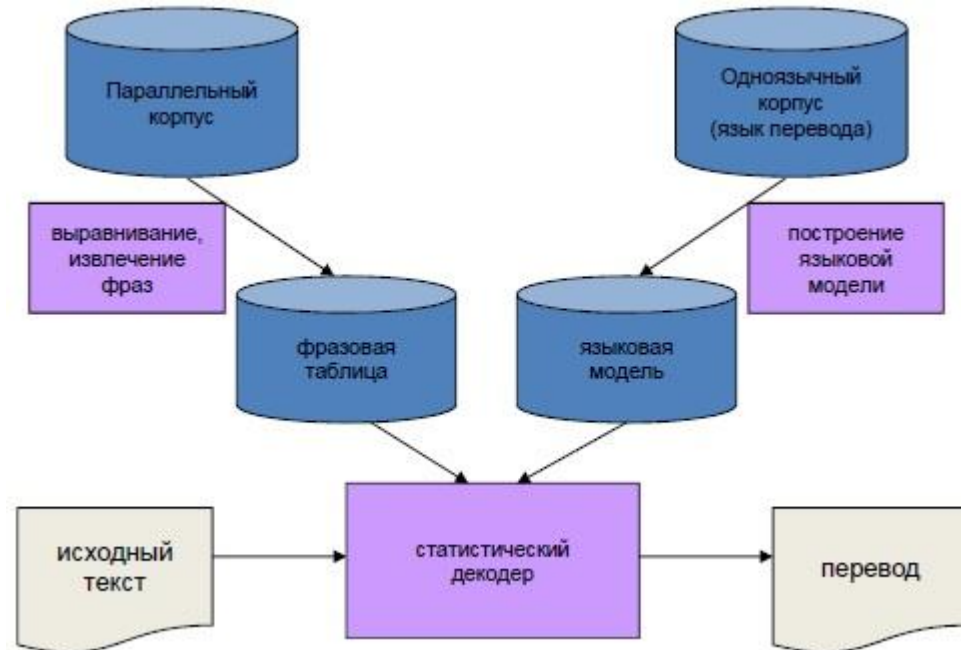 Параллельный
корпус
Одноязычный
корпус
(язык перевода)
выравнивание,
извлечение
фраз
построение
языковой
модели
фразовая
таблица
языковая
модель
исходный
текст
статистический
декодер
перевод